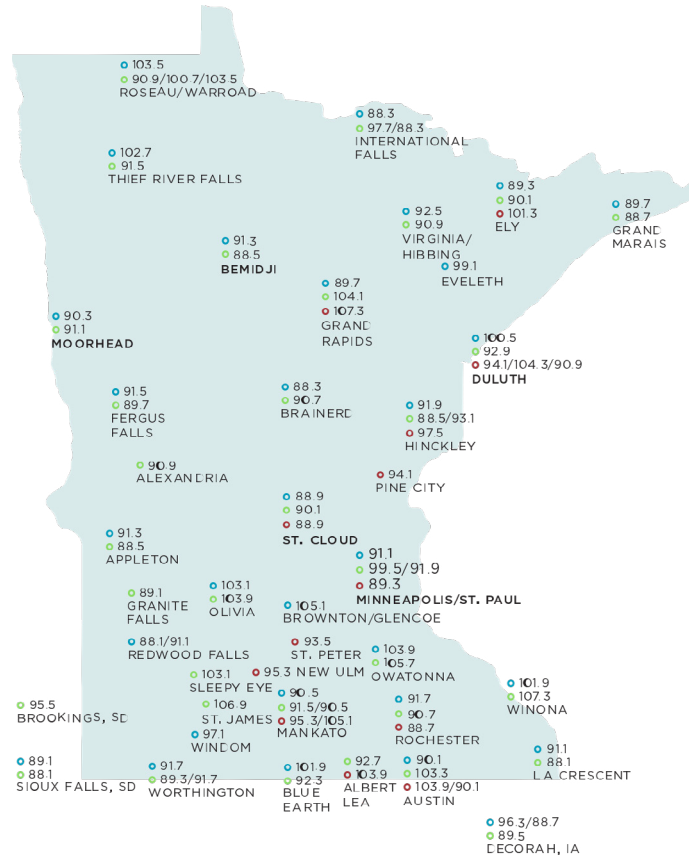 103.5
90.9/100.7/103.5
ROSEAU/WARROAD
88.3
97.7/88.3
INTERNATIONAL
FALLS
102.7
91.5
THIEF RIVER FALLS
89.3
90.1
101.3
ELY
89.7
88.7
GRAND
MARAIS
92.5
90.9
VIRGINIA/
HIBBING
99.1
EVELETH
91.3
88.5
BEMIDJI
89.7
104.1
107.3
GRAND
RAPIDS
90.3
91.1
MOORHEAD
100.5
92.9
94.1/104.3/90.9
DULUTH
91.5
89.7
FERGUS
FALLS
88.3
90.7
BRAINERD
91.9
88.5/93.1
97.5
HINCKLEY
90.9
ALEXANDRIA
94.1
PINE CITY
88.9
90.1
88.9
ST. CLOUD
91.3
88.5
APPLETON
91.1
99.5/91.9
89.3
MINNEAPOLIS/ST. PAUL
89.1
GRANITE
FALLS
103.1
103.9
OLIVIA
105.1
BROWNTON/GLENCOE
88.1/91.1
REDWOOD FALLS
93.5
ST. PETER
103.9
105.7
OWATONNA
103.1
SLEEPY EYE
95.3 NEW ULM
101.9
107.3
WINONA
95.5
BROOKINGS, SD
106.9
ST. JAMES
90.5
91.5/90.5
95.3/105.1
MANKATO
91.7
90.7
88.7
ROCHESTER
97.1
WINDOM
91.1
88.1
LA CRESCENT
89.1
88.1
SIOUX FALLS, SD
91.7
89.3/91.7
WORTHINGTON
101.9
92.3
BLUE
EARTH
92.7
103.9
ALBERT
LEA
90.1
103.3
103.9/90.1
AUSTIN
96.3/88.7
89.5
DECORAH, IA